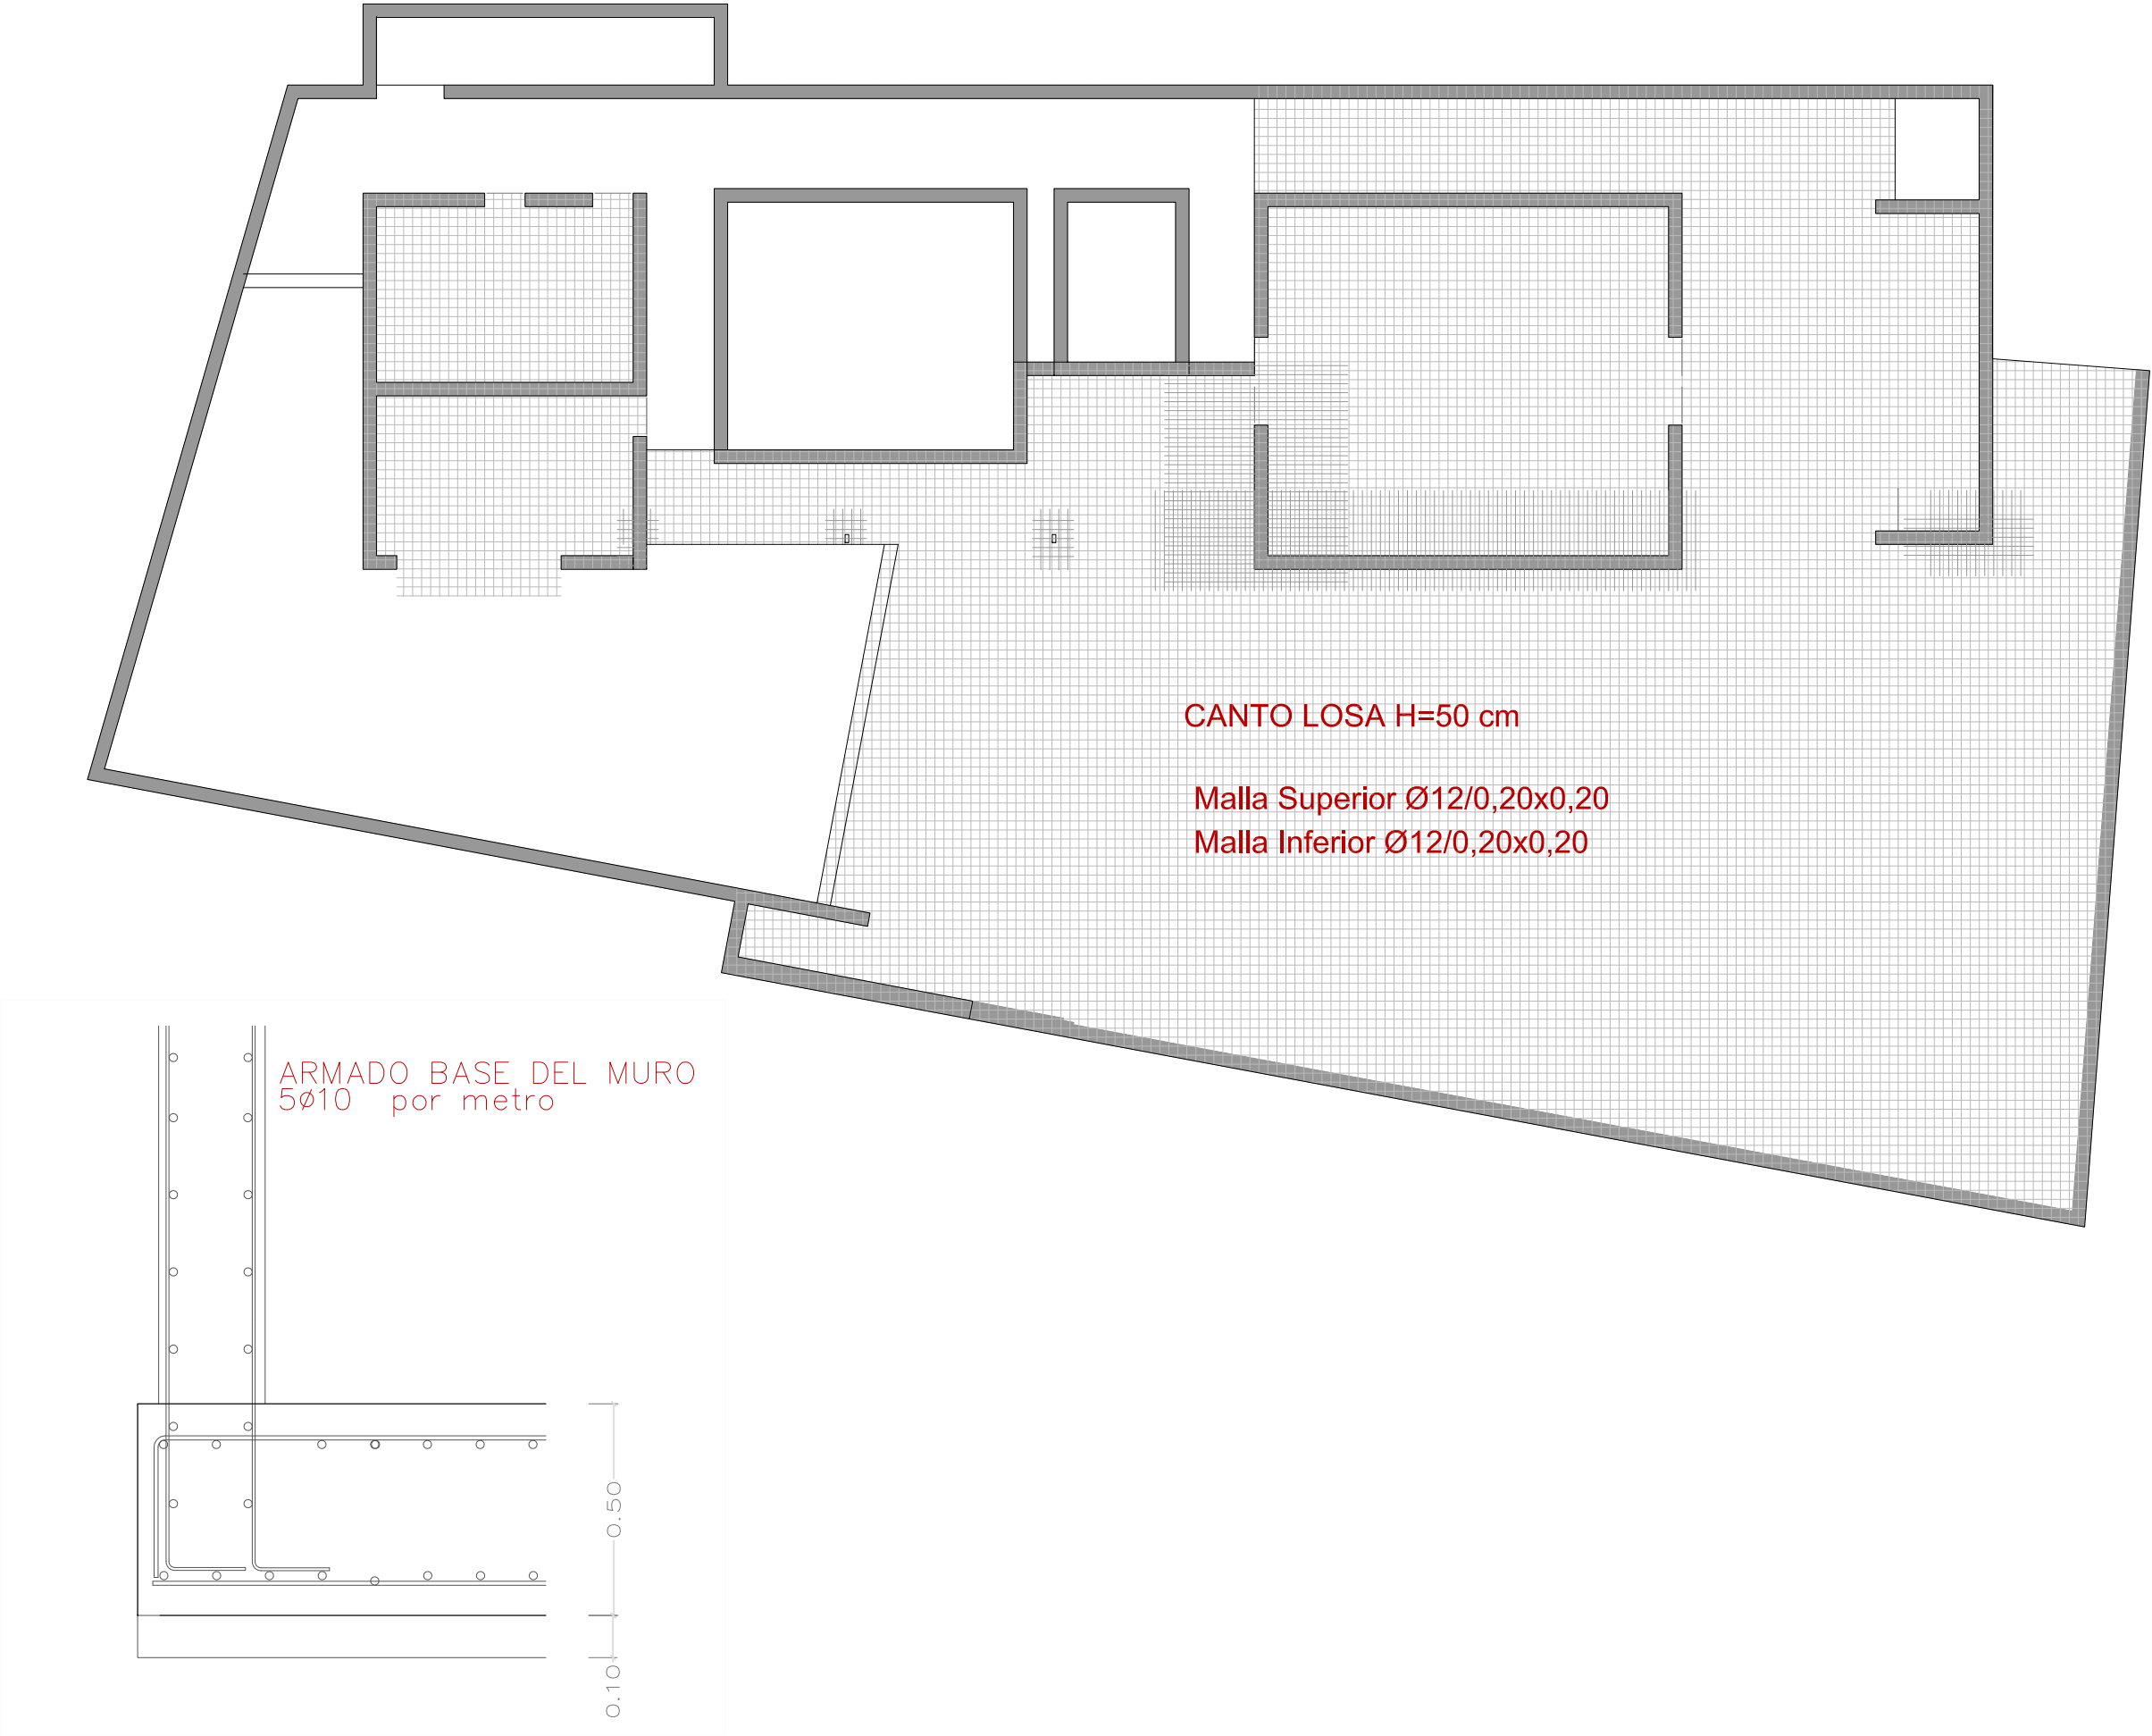 CANTO LOSA H=50 cm
Malla Superior Ø12/0,20x0,20
Malla Inferior Ø12/0,20x0,20
ARMADO BASE DEL MURO
5ø10 por metro
0.50
0.10